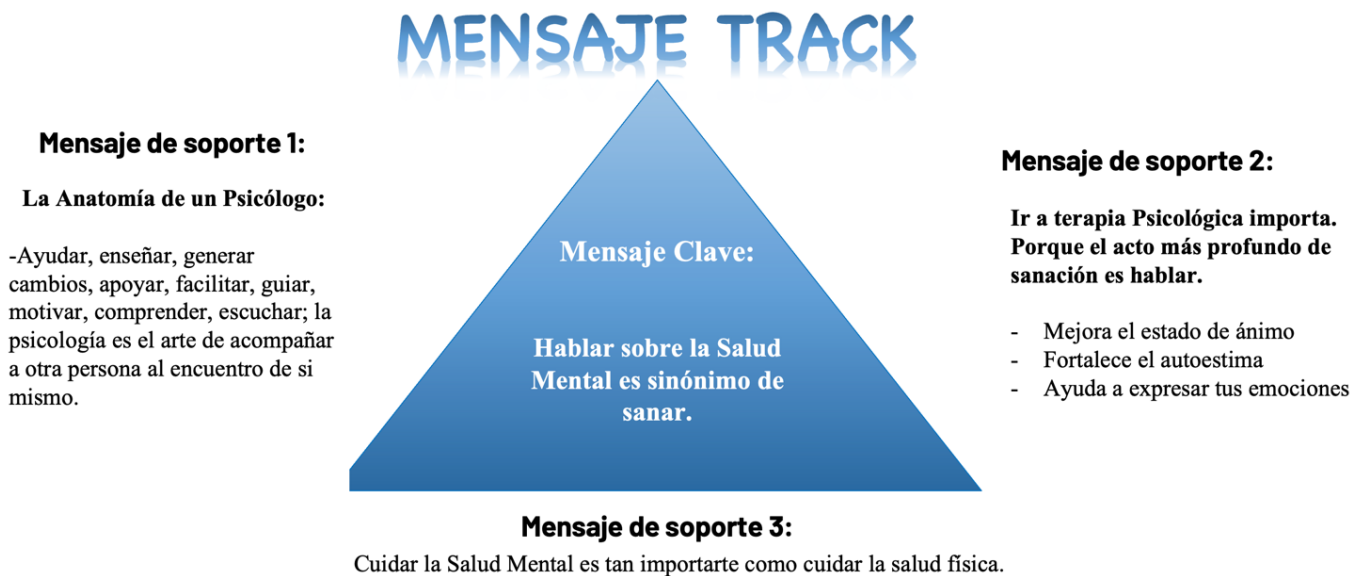 MENSAJE TRACK
Mensaje de soporte 1:
La Anatomía de un Psicólogo:
-Ayudar, enseñar, generar
cambios, apoyar, facilitar, guiar,
motivar, comprender, escuchar; la
psicología es el arte de acompañar
a otra persona al encuentro de si
mismo.
Mensaje Clave:
Hablar sobre la Salud
Mental es sinónimo de
sanar.
Mensaje de soporte 2:
Ir a terapia Psicológica importa.
Porque el acto más profundo de
sanación es hablar.
- Mejora el estado de ánimo
- Fortalece el autoestima
- Ayuda a expresar tus emociones
Mensaje de soporte 3:
Cuidar la Salud Mental es tan importarte como cuidar la salud física.